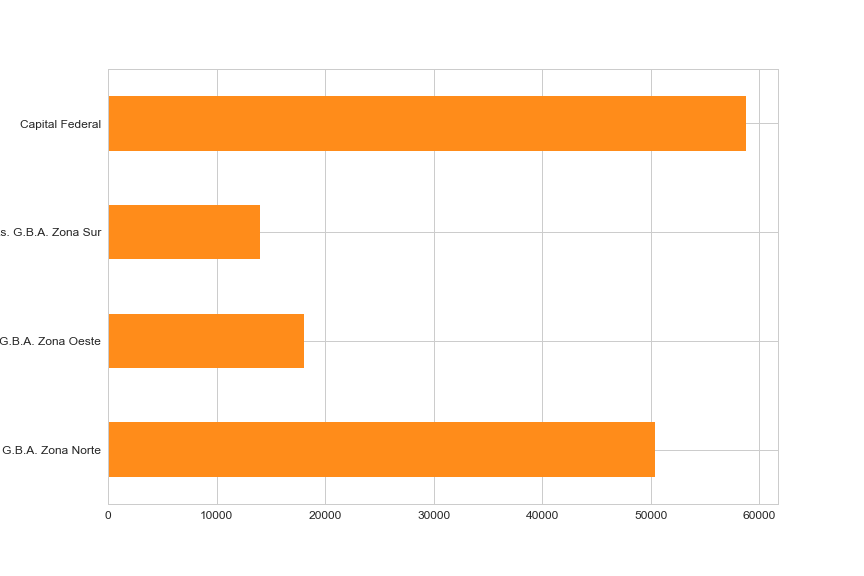 Capital Federal
s. G.B.A. Zona Sur
G.B.A. Zona Oeste
G.B.A. Zona Norte
0 10000 20000 30000 40000 50000 60000